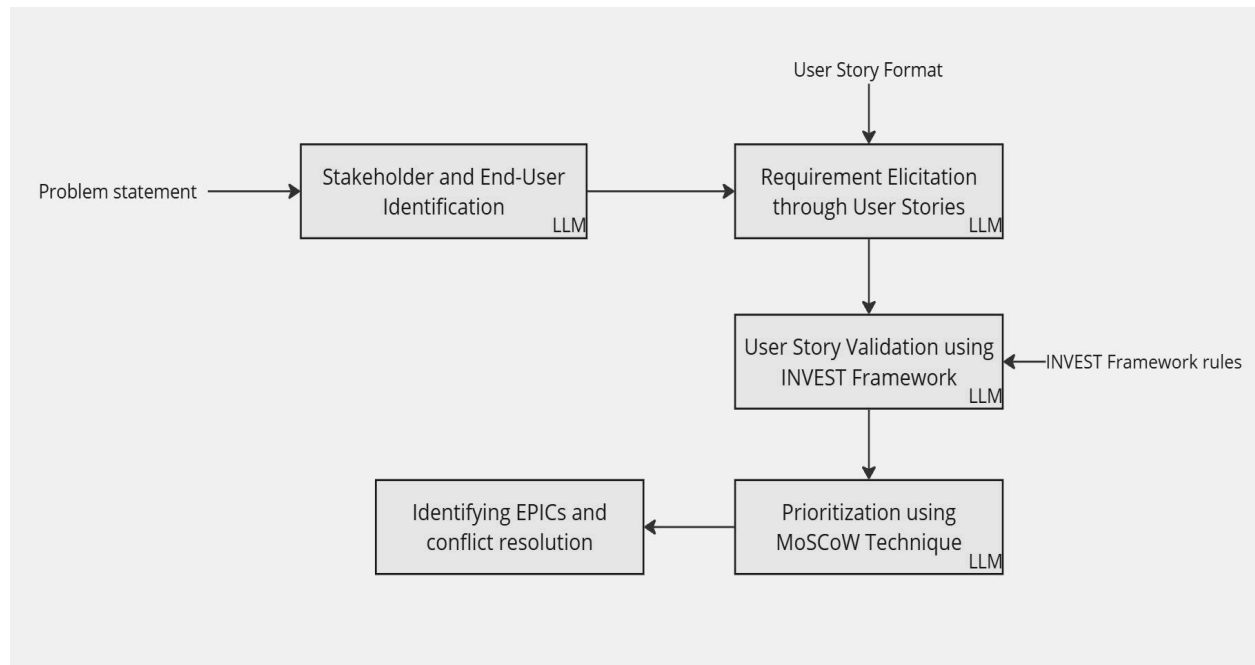 User Story Format
Problem statement
Stakeholder and End-User
Identification
LLM
Requirement Elicitation
through User Stories
LLM
User Story Validation using
INVEST Framework
LLM
INVEST Framework rules
Identifying EPICs and
conflict resolution
Prioritization using
MoSCoW Technique
LLM